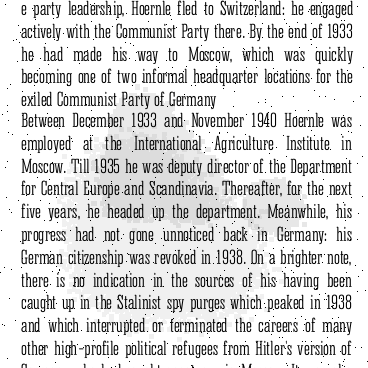 e party leadership, Hoernle fled to Switzerland: he engaged
actively with the Communist Party there. By the end of 1933
he had made his way to Moscow, which was quickly
becoming one of two informal headquarter locations for the
exiled Communist Party of Germany
Between December 1933 and November 1940 Hoernle was
employed at the International Agriculture Institute in
Moscow. Till 1935 he was deputy director of the Department
for Central Europe and Scandinavia. Thereafter, for the next
five years, he headed up the department. Meanwhile, his
progress had not gone unnoticed back in Germany: his
German citizenship was revoked in 1938. On a brighter note,
there is no indication in the sources of his having been
caught up in the Stalinist spy purges which peaked in 1938
and which interrupted or terminated the careers of many
other high-profile political refugees from Hitler's version of